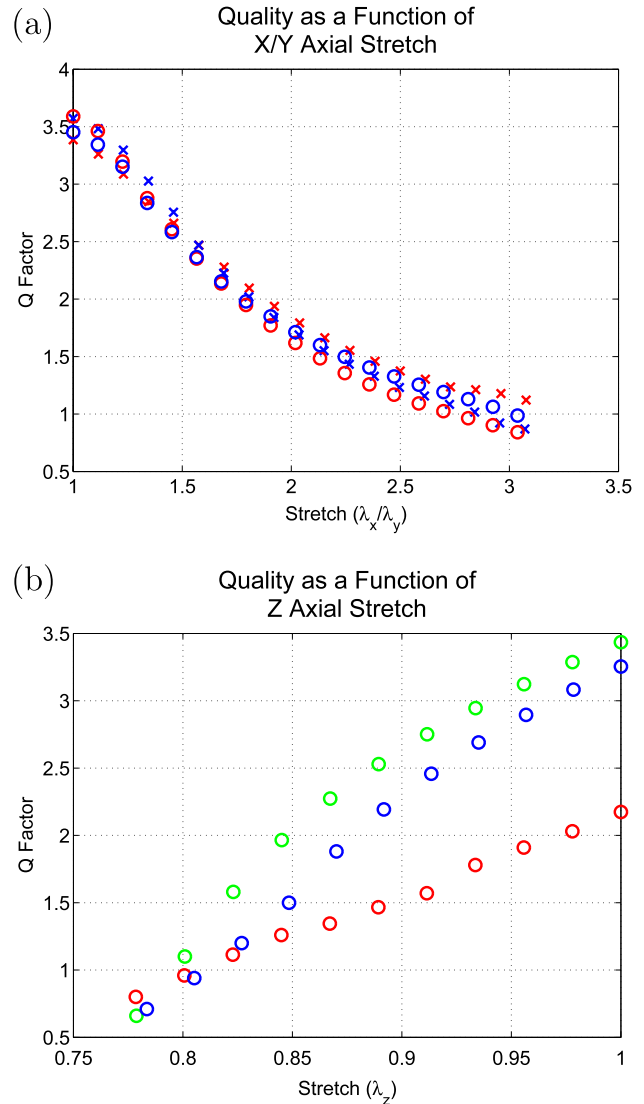 (a)
Quality as a Function of
X/Y Axial Stretch
4
3.5
3
2.5
2
1.5
1
0.5
Q Factor
1 1.5 2 2.5 3 3.5
Stretch (λx/λy)
(b)
Quality as a Function of
Z Axial Stretch
3.5
3
2.5
2
1.5
1
0.5
Q Factor
0.75 0.8 0.85 0.9 0.95 1
Stretch (λz)